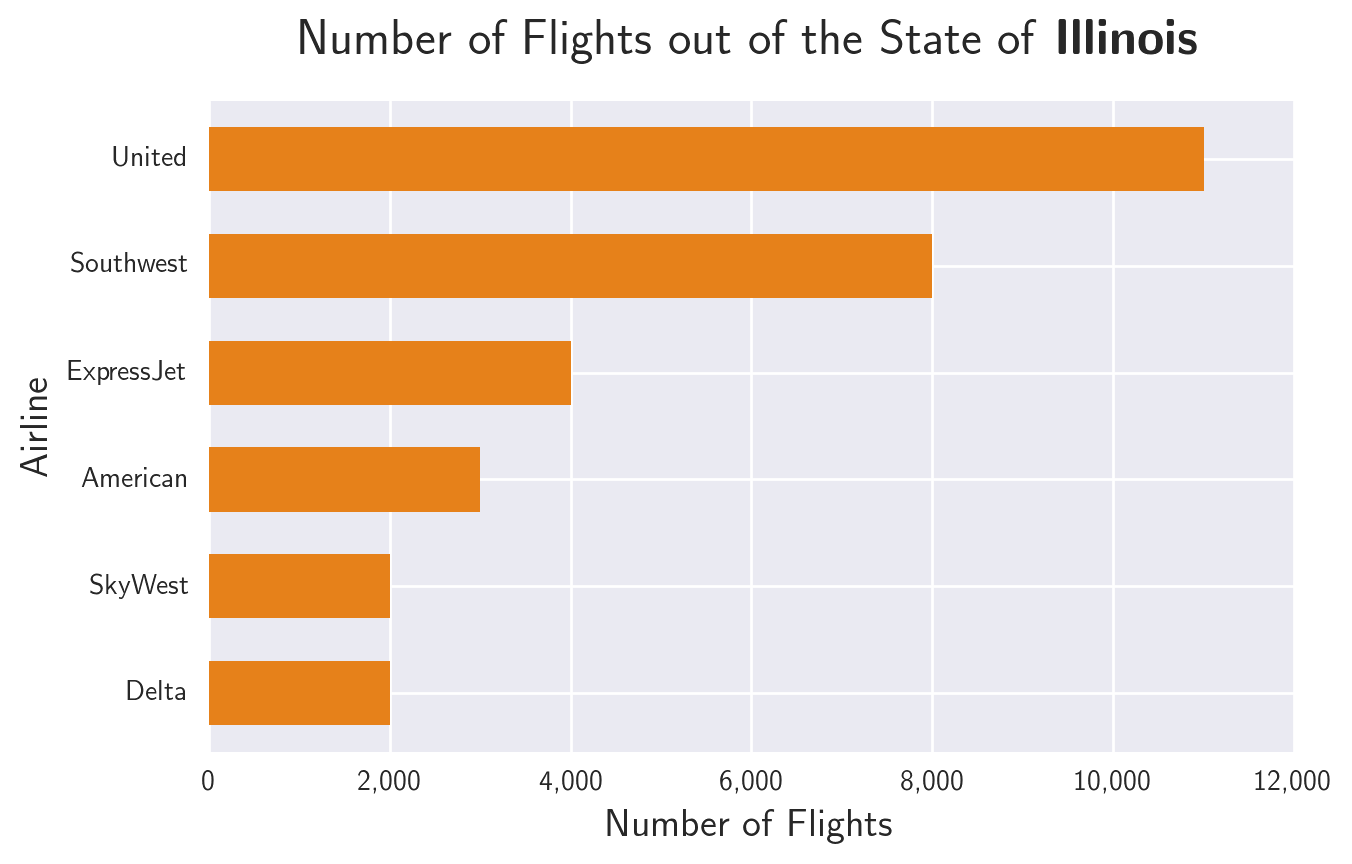 Number of Flights out of the State of Illinois
United
Southwest
ExpressJet
American
SkyWest
Delta
Airline
0 2,000 4,000 6,000 8,000 10,000 12,000
Number of Flights